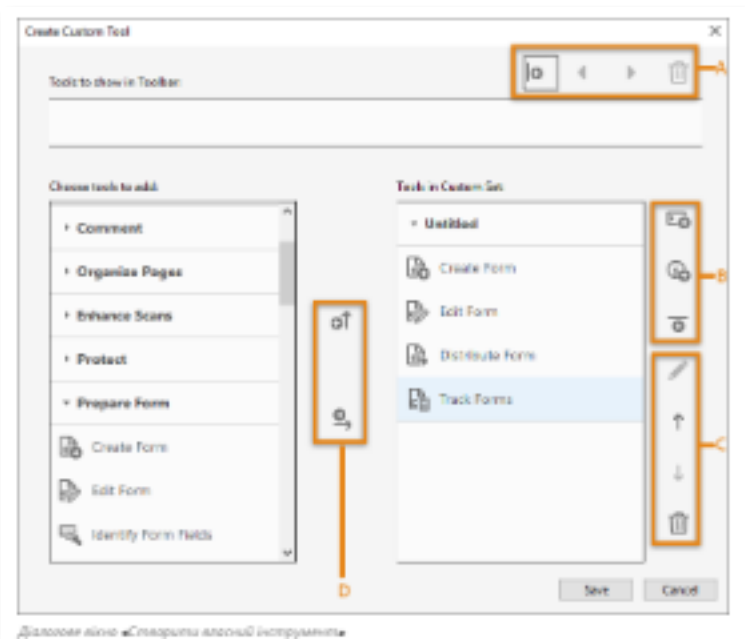 Create Custom Tool
A
Tools to show in Toolbar:
Choose tools to add:
Tools in Custom Set:
Comment
Untitled
Organize Pages
Create Form
B
Enhance Scans
Edit Form
Protect
Distribute Form
Prepare Form
Track Forms
Create Form
C
Edit Form
Identify Form Fields
D
Save
Cancel
Діалогове вікно «Створити власний інструмент»